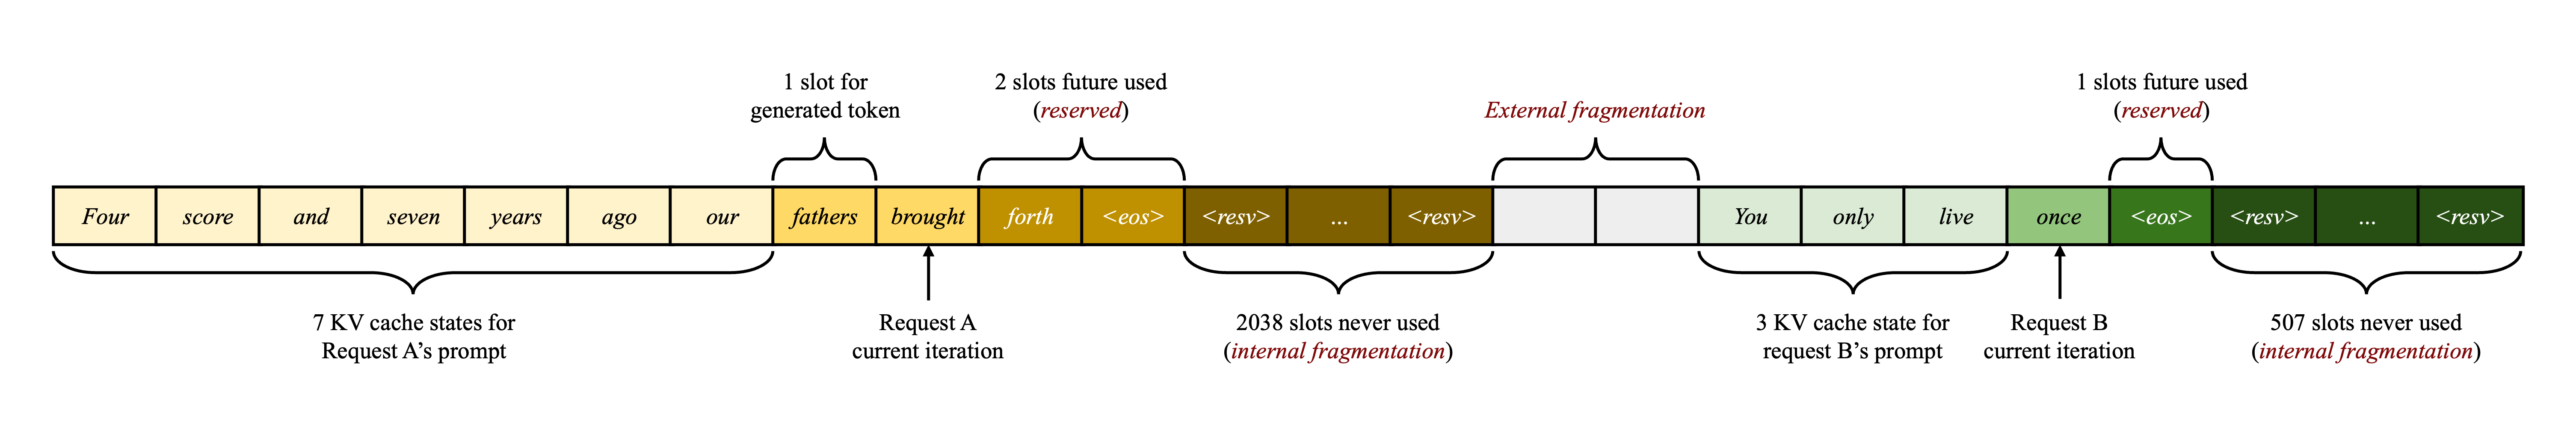 1 slot for
generated token
2 slots future used
(reserved)
External fragmentation
1 slots future used
(reserved)
Four score and seven years ago our fathers brought forth <eos> <resv> ... <resv> You only live once <eos> <resv> ... <resv>
7 KV cache states for
Request A's prompt
Request A
current iteration
2038 slots never used
(internal fragmentation)
3 KV cache state for
request B's prompt
Request B
current iteration
507 slots never used
(internal fragmentation)